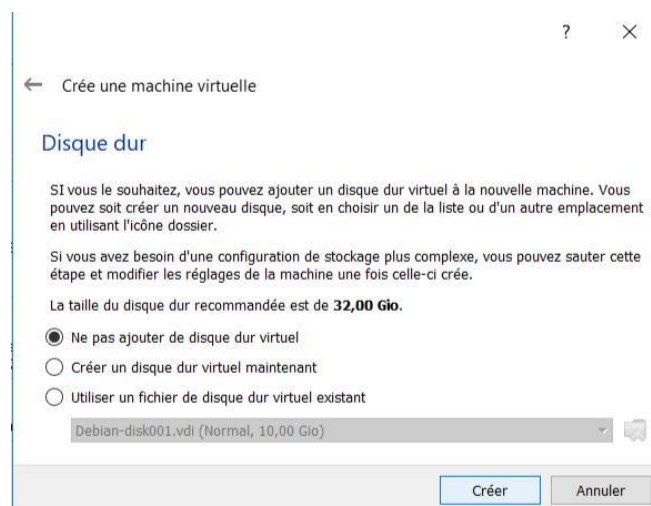 ?
Crée une machine virtuelle
Disque dur
SI vous le souhaitez, vous pouvez ajouter un disque dur virtuel à la nouvelle machine. Vous
pouvez soit créer un nouveau disque, soit en choisir un de la liste ou d'un autre emplacement
en utilisant l'icône dossier.
Si vous avez besoin d'une configuration de stockage plus complexe, vous pouvez sauter cette
étape et modifier les réglages de la machine une fois celle-ci crée.
La taille du disque dur recommandée est de 32,00 Gio.
Ne pas ajouter de disque dur virtuel
Créer un disque dur virtuel maintenant
Utiliser un fichier de disque dur virtuel existant
Debian-disk001.vdi (Normal, 10,00 Gio)
Créer Annuler